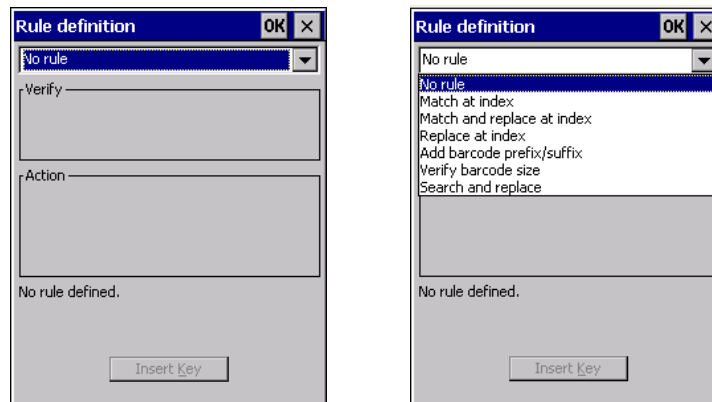 Rule definition OK ×
No rule
Verify
Action
No rule defined.
Insert Key
Rule definition OK ×
No rule
No rule
Match at index
Match and replace at index
Replace at index
Add barcode prefix/suffix
Verify barcode size
Search and replace
No rule defined.
Insert Key